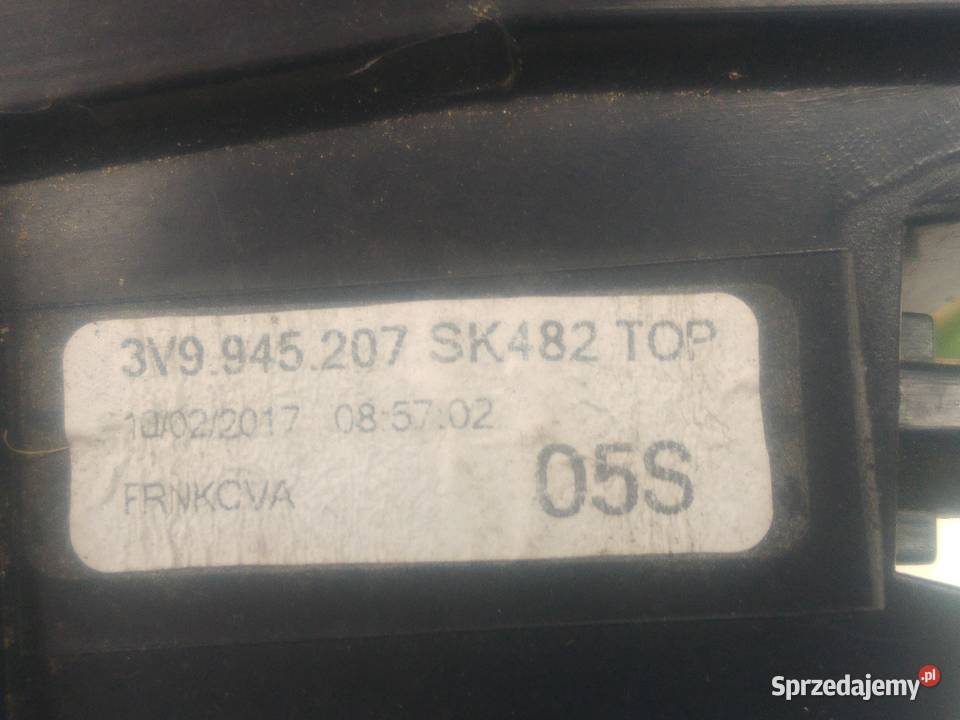 3V9.945.207 SK482 TOP
10/02/2017 08:57:02
FRNKCVA
05S
Sprzedajemy.pl